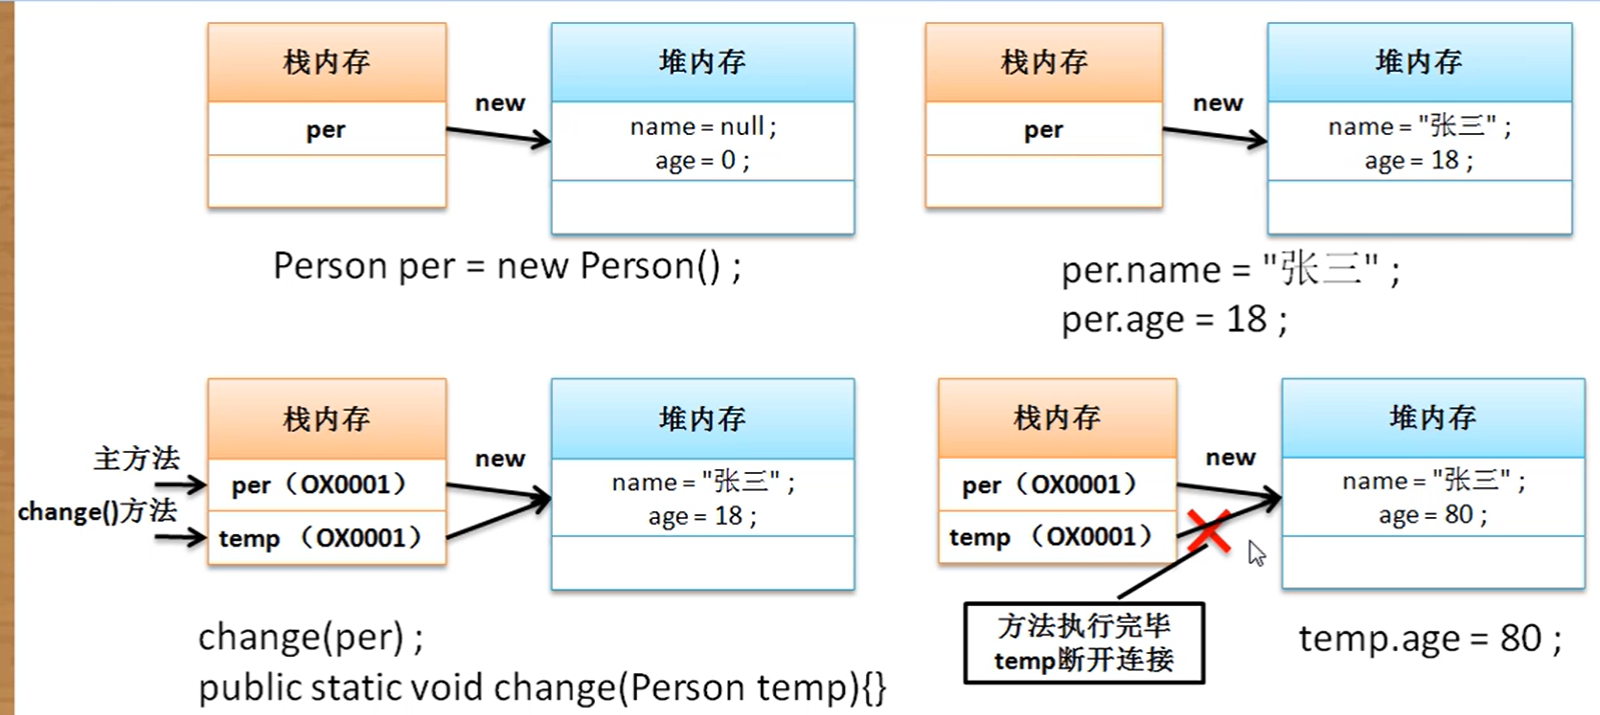 栈内存
堆内存
new
per
name = null ;
age = 0 ;
Person per = new Person() ;
栈内存
堆内存
new
per
name = "张三" ;
age = 18 ;
per.name = "张三" ;
per.age = 18 ;
栈内存
堆内存
主方法
new
per（OX0001）
name = "张三" ;
change()方法
age = 18 ;
temp （OX0001）
change(per) ;
public static void change(Person temp){}
栈内存
堆内存
new
per（OX0001）
name = "张三" ;
age = 80 ;
temp （OX0001）
方法执行完毕
temp断开连接
temp.age = 80 ;